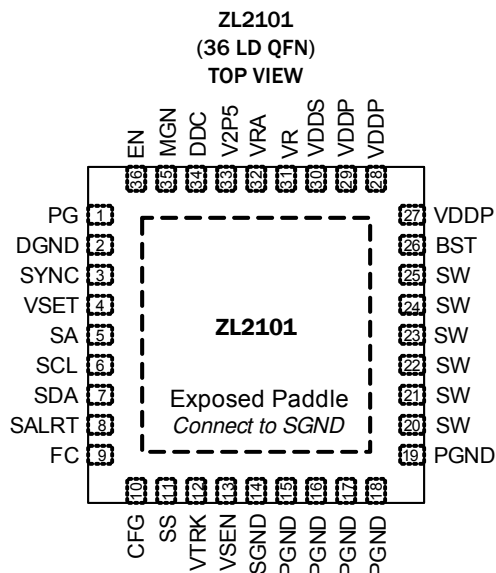 ZL2101
(36 LD QFN)
TOP VIEW
EN
MGN
DDC
V2P5
VRA
VR
VDDS
VDDP
VDDP
36
35
34
33
32
31
30
29
28
PG 1
DGND 2
SYNC 3
VSET 4
SA 5
SCL 6
SDA 7
SALRT 8
FC 9
ZL2101
Exposed Paddle
Connect to SGND
27 VDDP
26 BST
25 SW
24 SW
23 SW
22 SW
21 SW
20 SW
19 PGND
10
11
12
13
14
15
16
17
18
CFG
SS
VTRK
VSEN
SGND
PGND
PGND
PGND
PGND